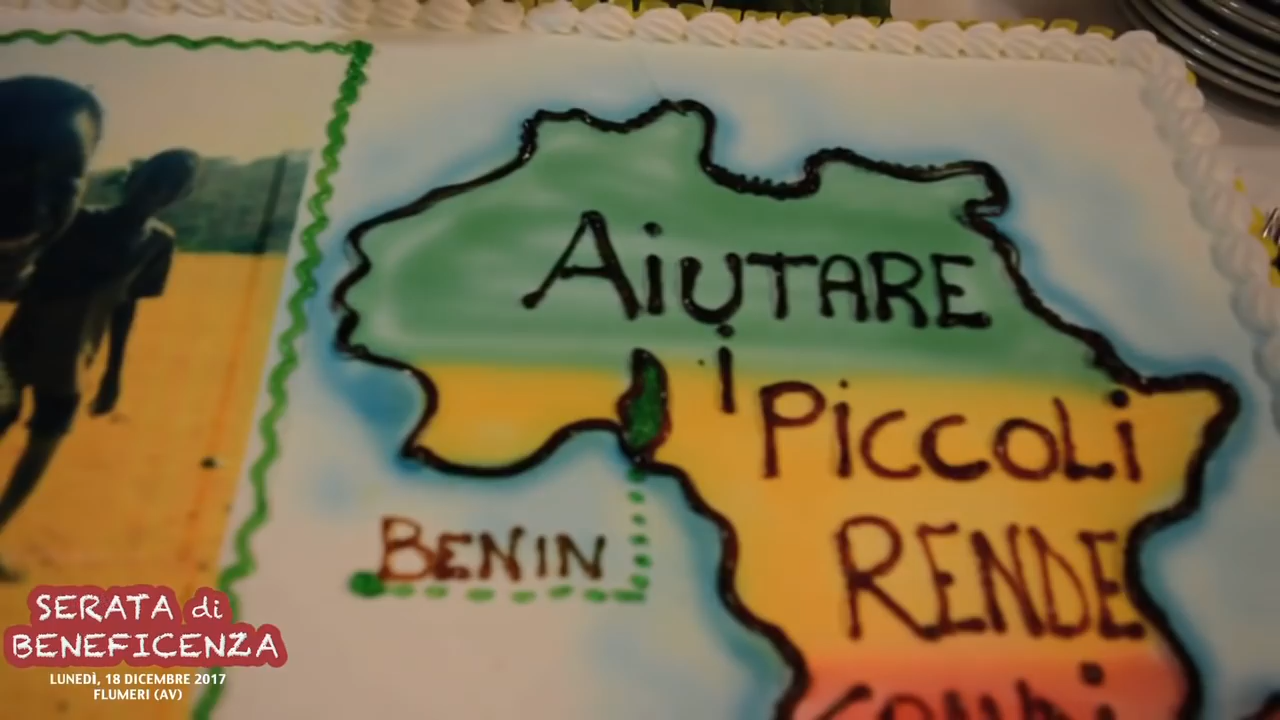 AiUTARE
i PiCCOLi
RENDE
BENIN
SERATA di
BENEFICENZA
LUNEDÌ, 18 DICEMBRE 2017
FLUMERI (AV)